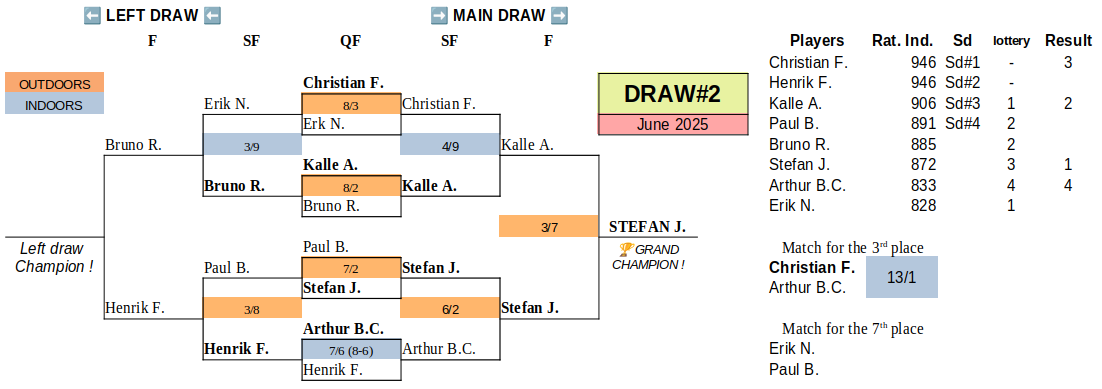 ⬅ LEFT DRAW ⬅ ➡ MAIN DRAW ➡
F SF QF SF F
OUTDOORS
INDOORS
Christian F.
Erik N. 8/3 Christian F.
Erk N.
Bruno R. 3/9 4/9 Kalle A.
Kalle A.
Bruno R. 8/2 Kalle A.
Bruno R.
3/7 STEFAN J.
Left draw
Champion !
🏆GRAND
CHAMPION !
Paul B.
Paul B. 7/2 Stefan J.
Stefan J.
Henrik F. 3/8 6/2 Stefan J.
Arthur B.C.
Henrik F. 7/6 (8-6) Arthur B.C.
Henrik F.
DRAW#2
June 2025
Players Rat. Ind. Sd lottery Result
Christian F. 946 Sd#1 - 3
Henrik F. 946 Sd#2 -
Kalle A. 906 Sd#3 1 2
Paul B. 891 Sd#4 2
Bruno R. 885 2
Stefan J. 872 3 1
Arthur B.C. 833 4 4
Erik N. 828 1
Match for the 3rd place
Christian F. 13/1
Arthur B.C.
Match for the 7th place
Erik N.
Paul B.